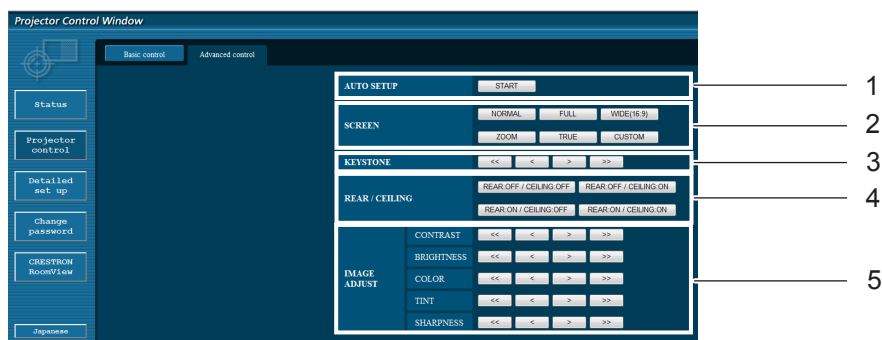 Projector Control Window
Basic control Advanced control
Status
Projector
control
Detailed
set up
Change
password
CRESTRON
RoomView
Japanese
AUTO SETUP START
SCREEN NORMAL FULL WIDE(16:9)
ZOOM TRUE CUSTOM
KEYSTONE << < > >>
REAR / CEILING REAR:OFF / CEILING:OFF REAR:OFF / CEILING:ON
REAR:ON / CEILING:OFF REAR:ON / CEILING:ON
IMAGE
ADJUST
CONTRAST << < > >>
BRIGHTNESS << < > >>
COLOR << < > >>
TINT << < > >>
SHARPNESS << < > >>
1
2
3
4
5